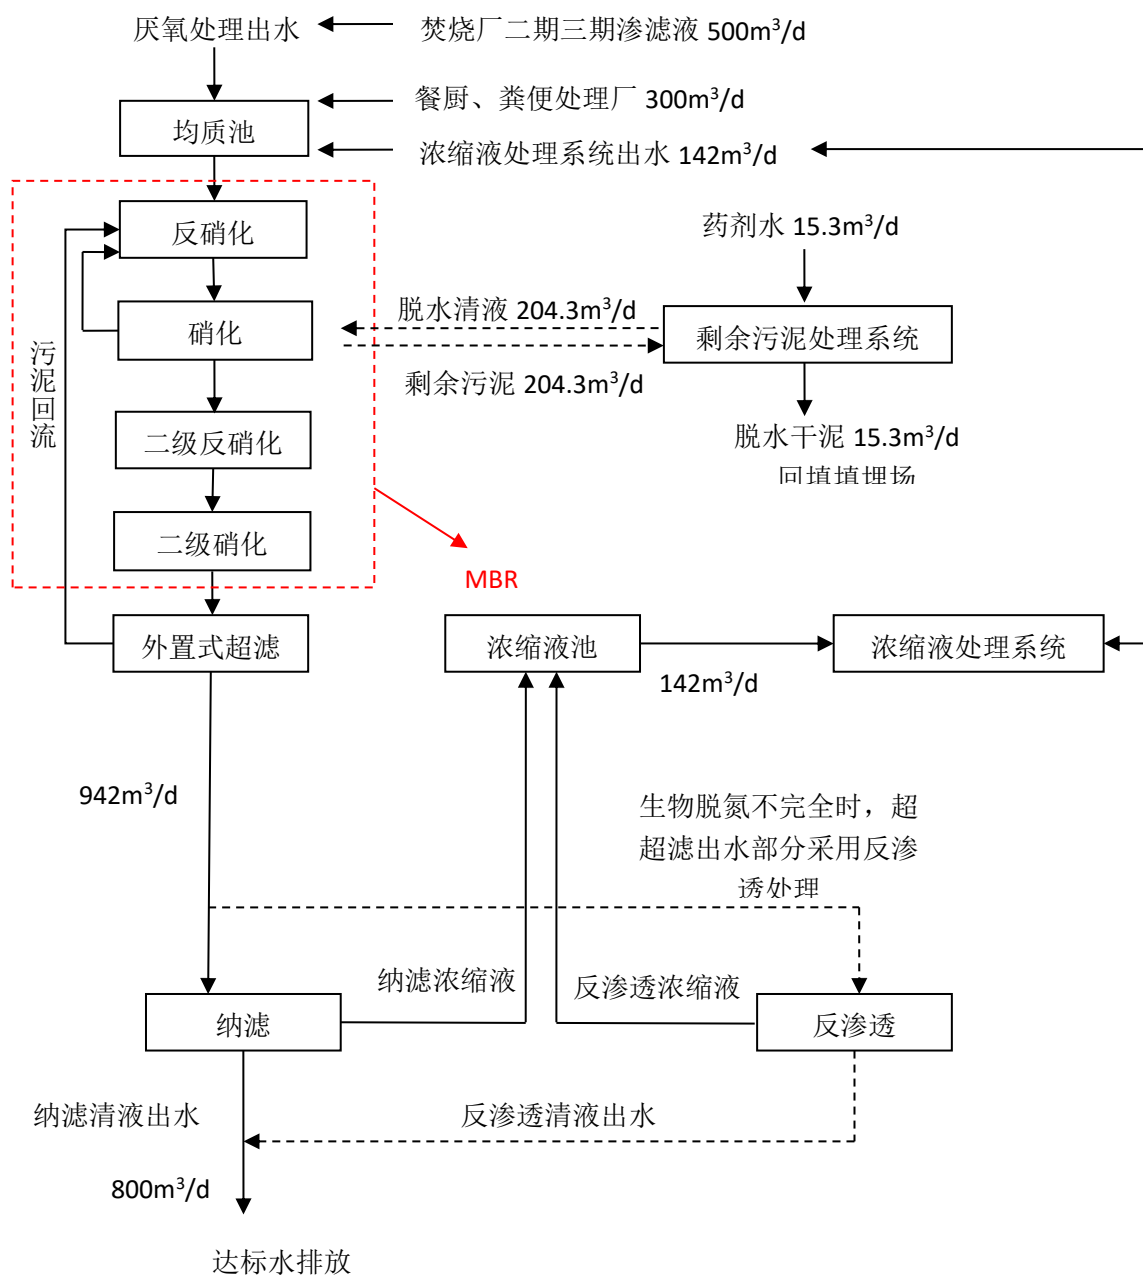 厌氧处理出水
焚烧厂二期三期渗滤液 500m³/d
餐厨、粪便处理厂 300m³/d
均质池
浓缩液处理系统出水 142m³/d
反硝化
药剂水 15.3m³/d
脱水清液 204.3m³/d
硝化
剩余污泥处理系统
污泥回流
剩余污泥 204.3m³/d
二级反硝化
脱水干泥 15.3m³/d
回填填埋场
二级硝化
MBR
外置式超滤
浓缩液池
浓缩液处理系统
142m³/d
942m³/d
生物脱氮不完全时，超
超滤出水部分采用反渗
透处理
纳滤浓缩液
反渗透浓缩液
纳滤
反渗透
纳滤清液出水
反渗透清液出水
800m³/d
达标水排放